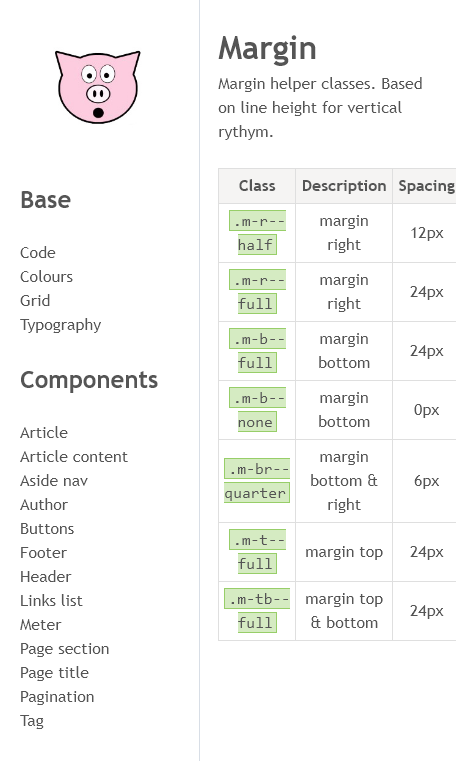 Base
Code
Colours
Grid
Typography
Components
Article
Article content
Aside nav
Author
Buttons
Footer
Header
Links list
Meter
Page section
Page title
Pagination
Tag
Margin
Margin helper classes. Based
on line height for vertical
rythym.
Class Description Spacing
.m-r--
half
margin
right
12px
.m-r--
full
margin
right
24px
.m-b--
full
margin
bottom
24px
.m-b--
none
margin
bottom
0px
.m-br--
quarter
margin
bottom &
right
6px
.m-t--
full
margin top
24px
.m-tb--
full
margin top
& bottom
24px